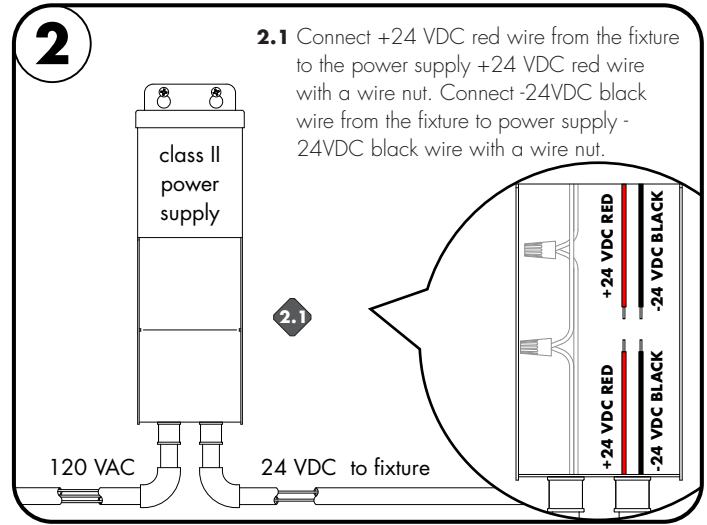 2
2.1 Connect +24 VDC red wire from the fixture
to the power supply +24 VDC red wire
with a wire nut. Connect -24VDC black
wire from the fixture to power supply -
24VDC black wire with a wire nut.
class II
power
supply
2.1
+24 VDC RED
-24 VDC BLACK
+24 VDC RED
-24 VDC BLACK
120 VAC
24 VDC to fixture